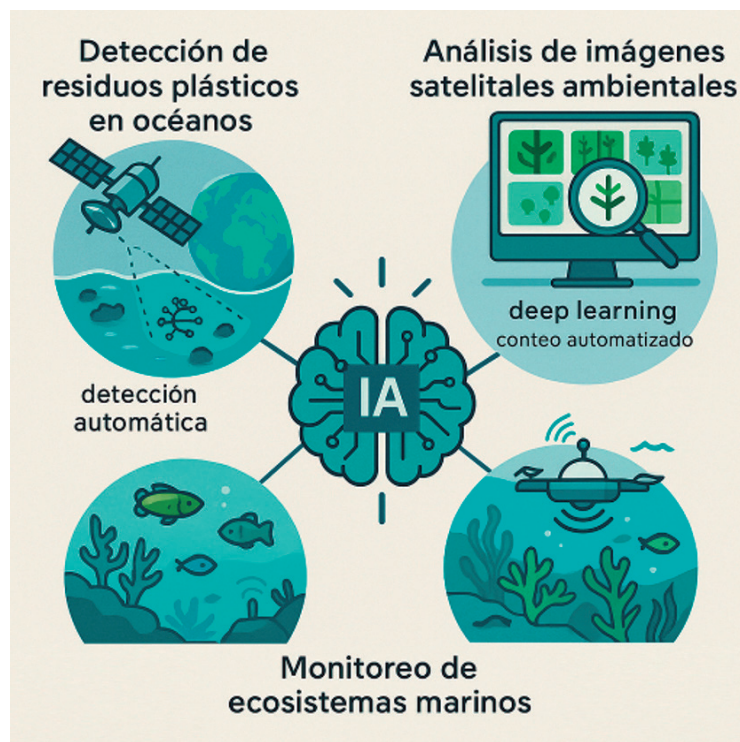 Detección de
residuos plásticos
en océanos
Análisis de imágenes
satelitales ambientales
deep learning
conteo automatizado
IA
detección
automática
Monitoreo de
ecosistemas marinos